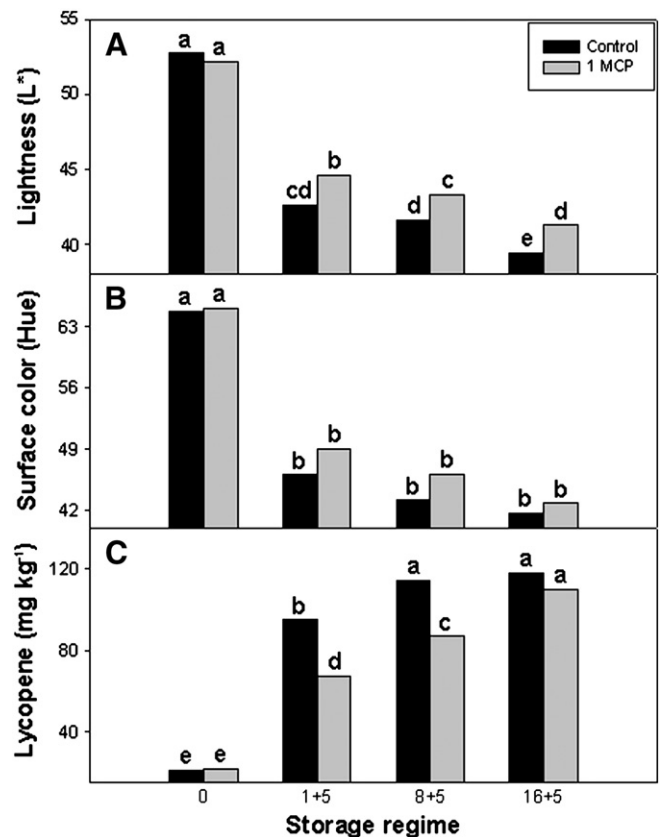 A
Control
1 MCP
Lightness (L*)
55
50
45
40
a a
cd b
d c
e d
B
Surface color (Hue)
63
56
49
42
a a
b b
b b
b b
C
Lycopene (mg kg⁻¹)
120
80
40
e e
b d
a c
a a
0 1+5 8+5 16+5
Storage regime